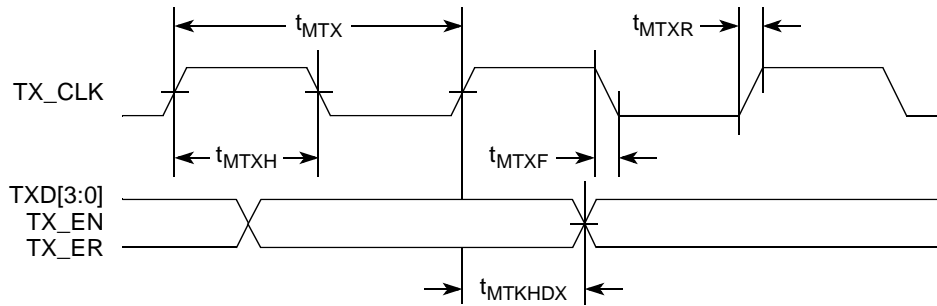 tMTX
tMTXR
TX_CLK
tMTXH
tMTXF
TXD[3:0]
TX_EN
TX_ER
tMTKHDX